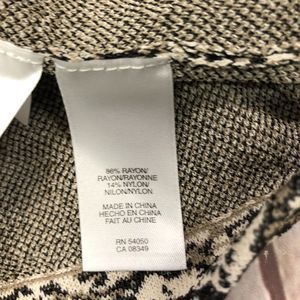 86% RAYON/
RAYON/RAYONNE
14% NYLON/
NILON/NYLON
MADE IN CHINA
HECHO EN CHINA
FAIT AU CHINE
RN 54050
CA 08349